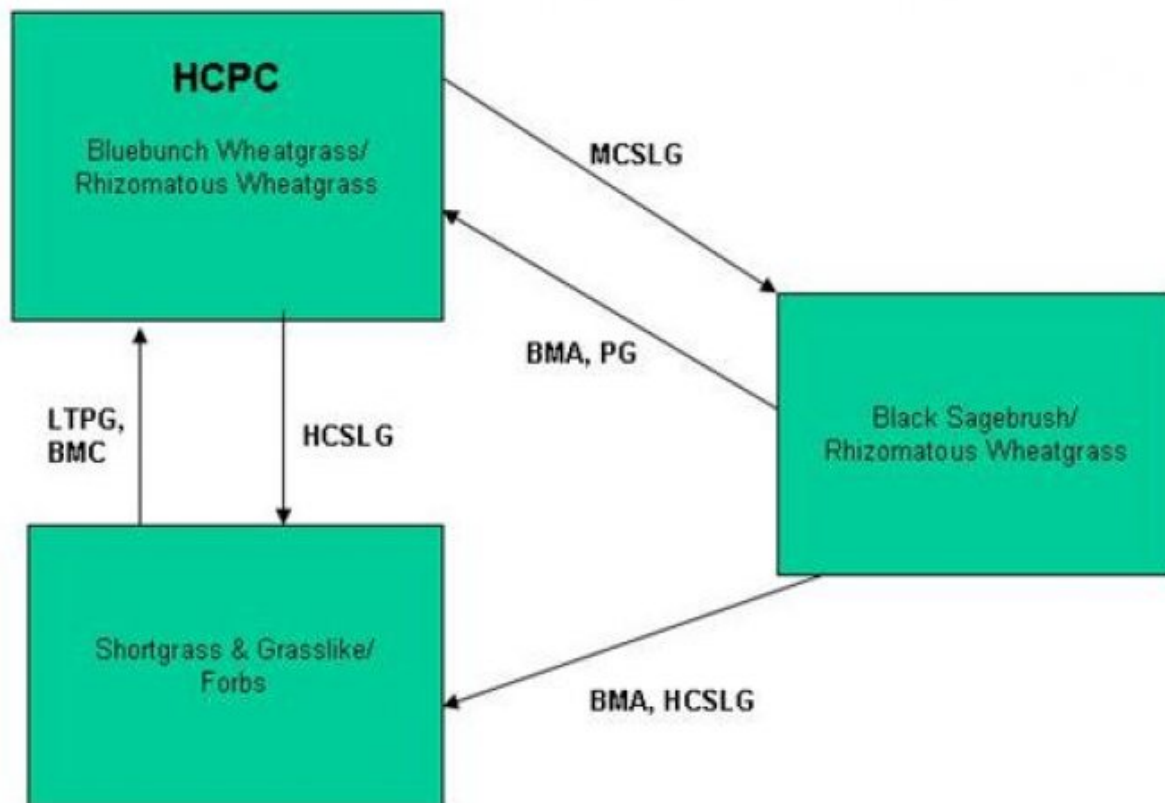 HCPC
Bluebunch Wheatgrass/
Rhizomatous Wheatgrass
MCSLG
BMA, PG
LTPG,
BMC
HCSLG
Black Sagebrush/
Rhizomatous Wheatgrass
Shortgrass & Grasslike/
Forbs
BMA, HCSLG